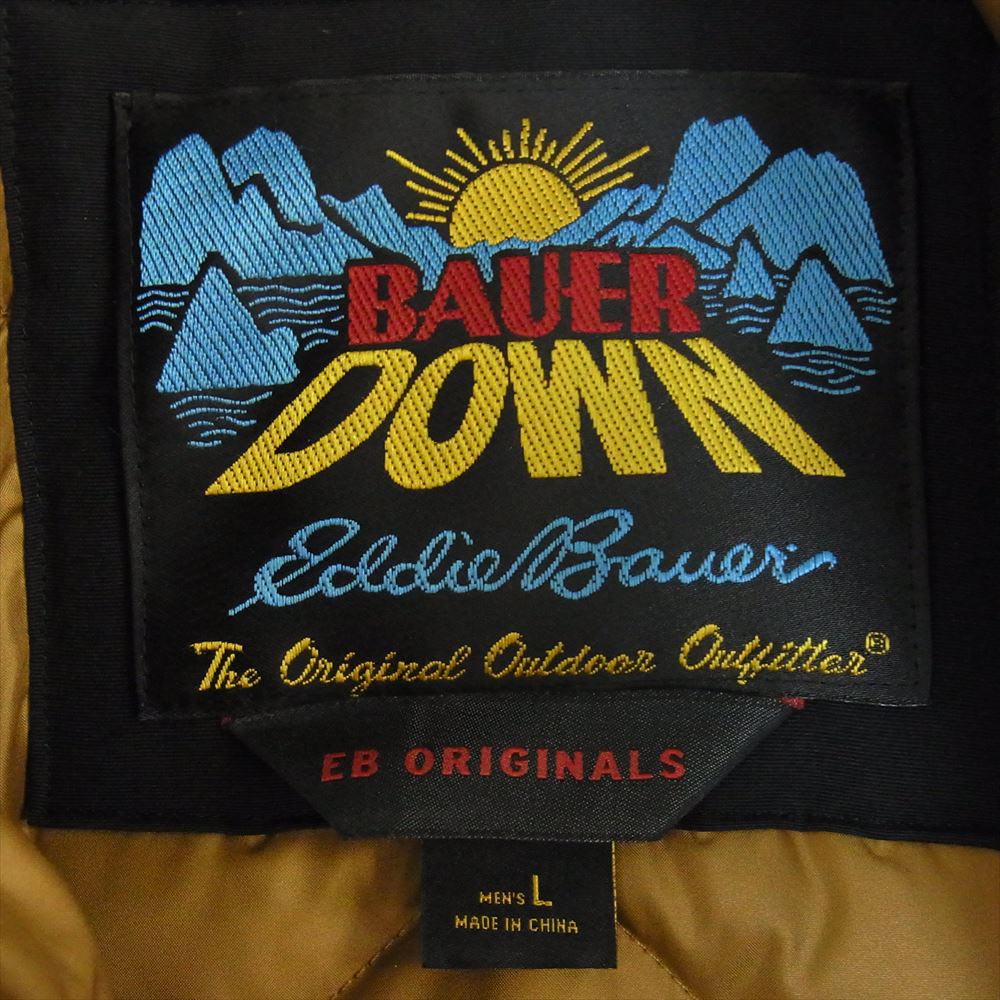 BAUER
DOWN
Eddie Bauer
The Original Outdoor Outfitter®
EB ORIGINALS
MEN'S L
MADE IN CHINA